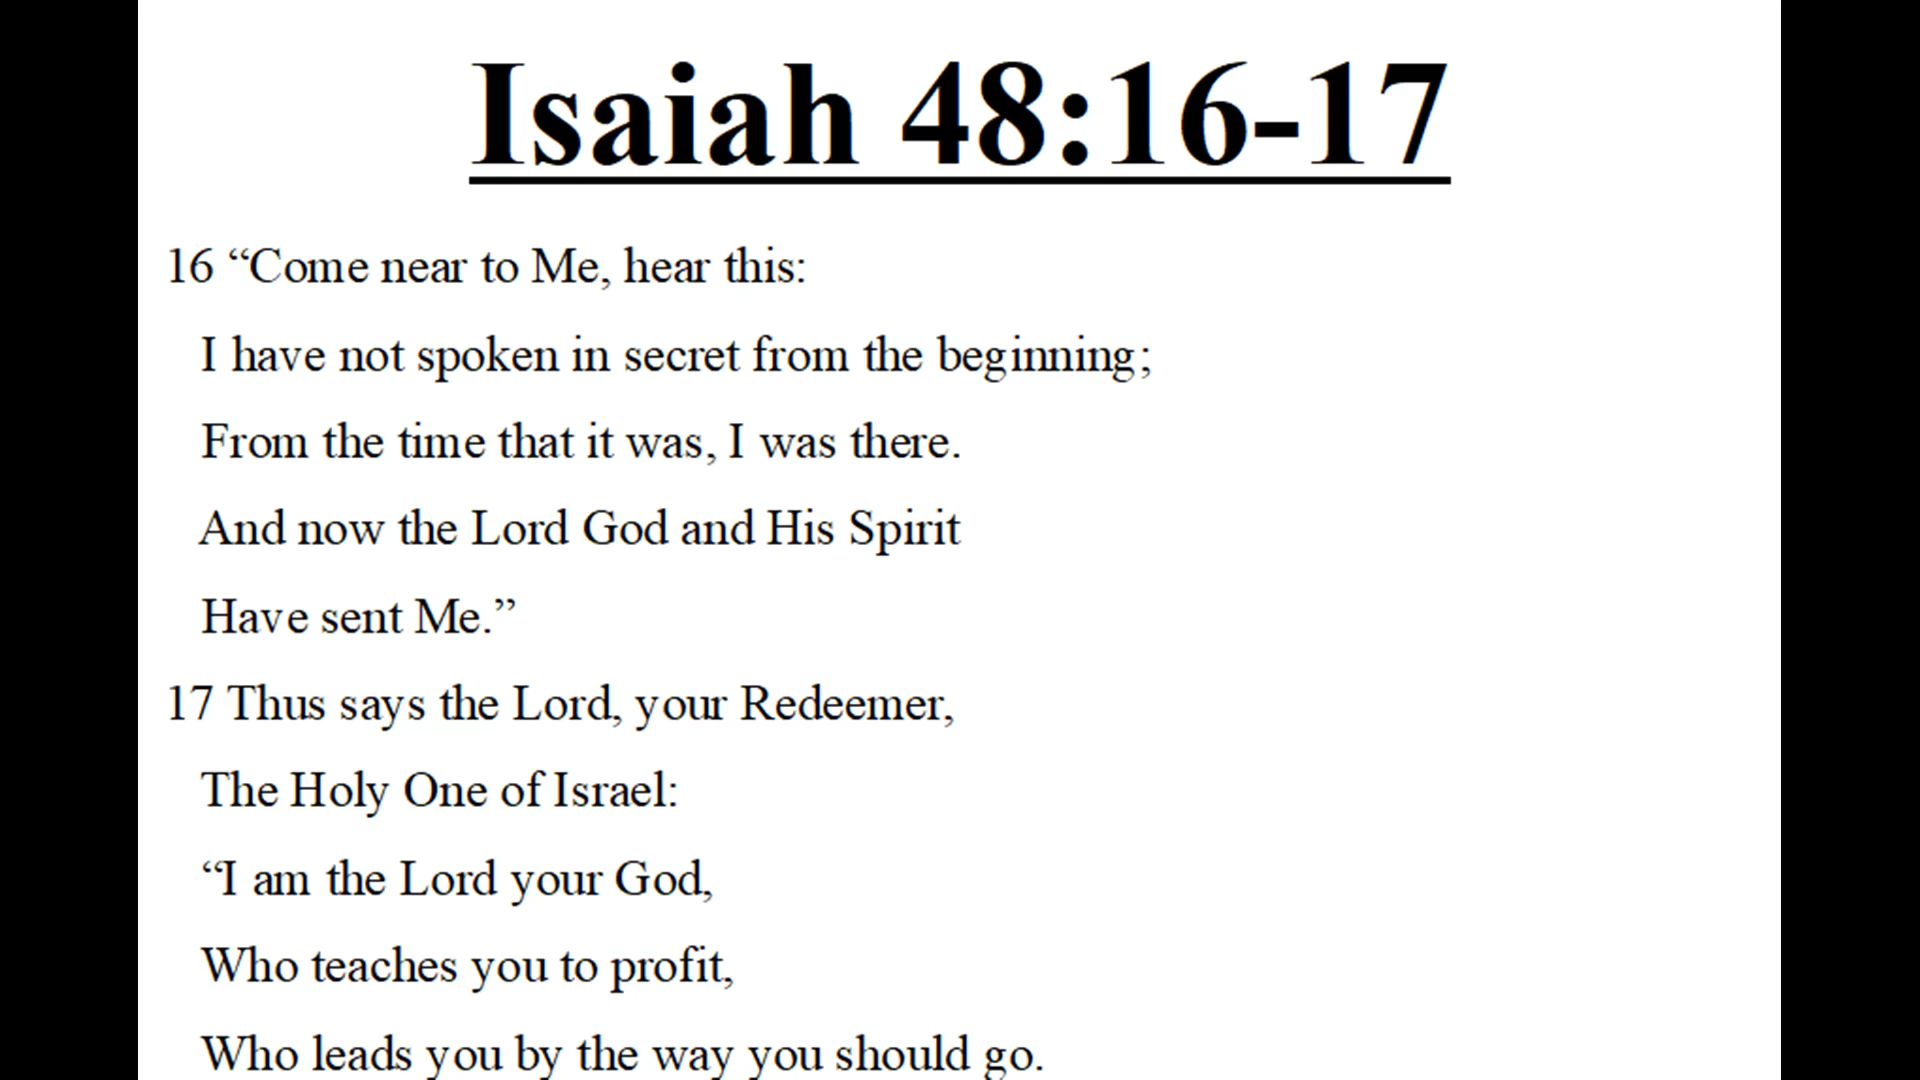 Isaiah 48:16-17
16 “Come near to Me, hear this:
I have not spoken in secret from the beginning;
From the time that it was, I was there.
And now the Lord God and His Spirit
Have sent Me.”
17 Thus says the Lord, your Redeemer,
The Holy One of Israel:
“I am the Lord your God,
Who teaches you to profit,
Who leads you by the way you should go.